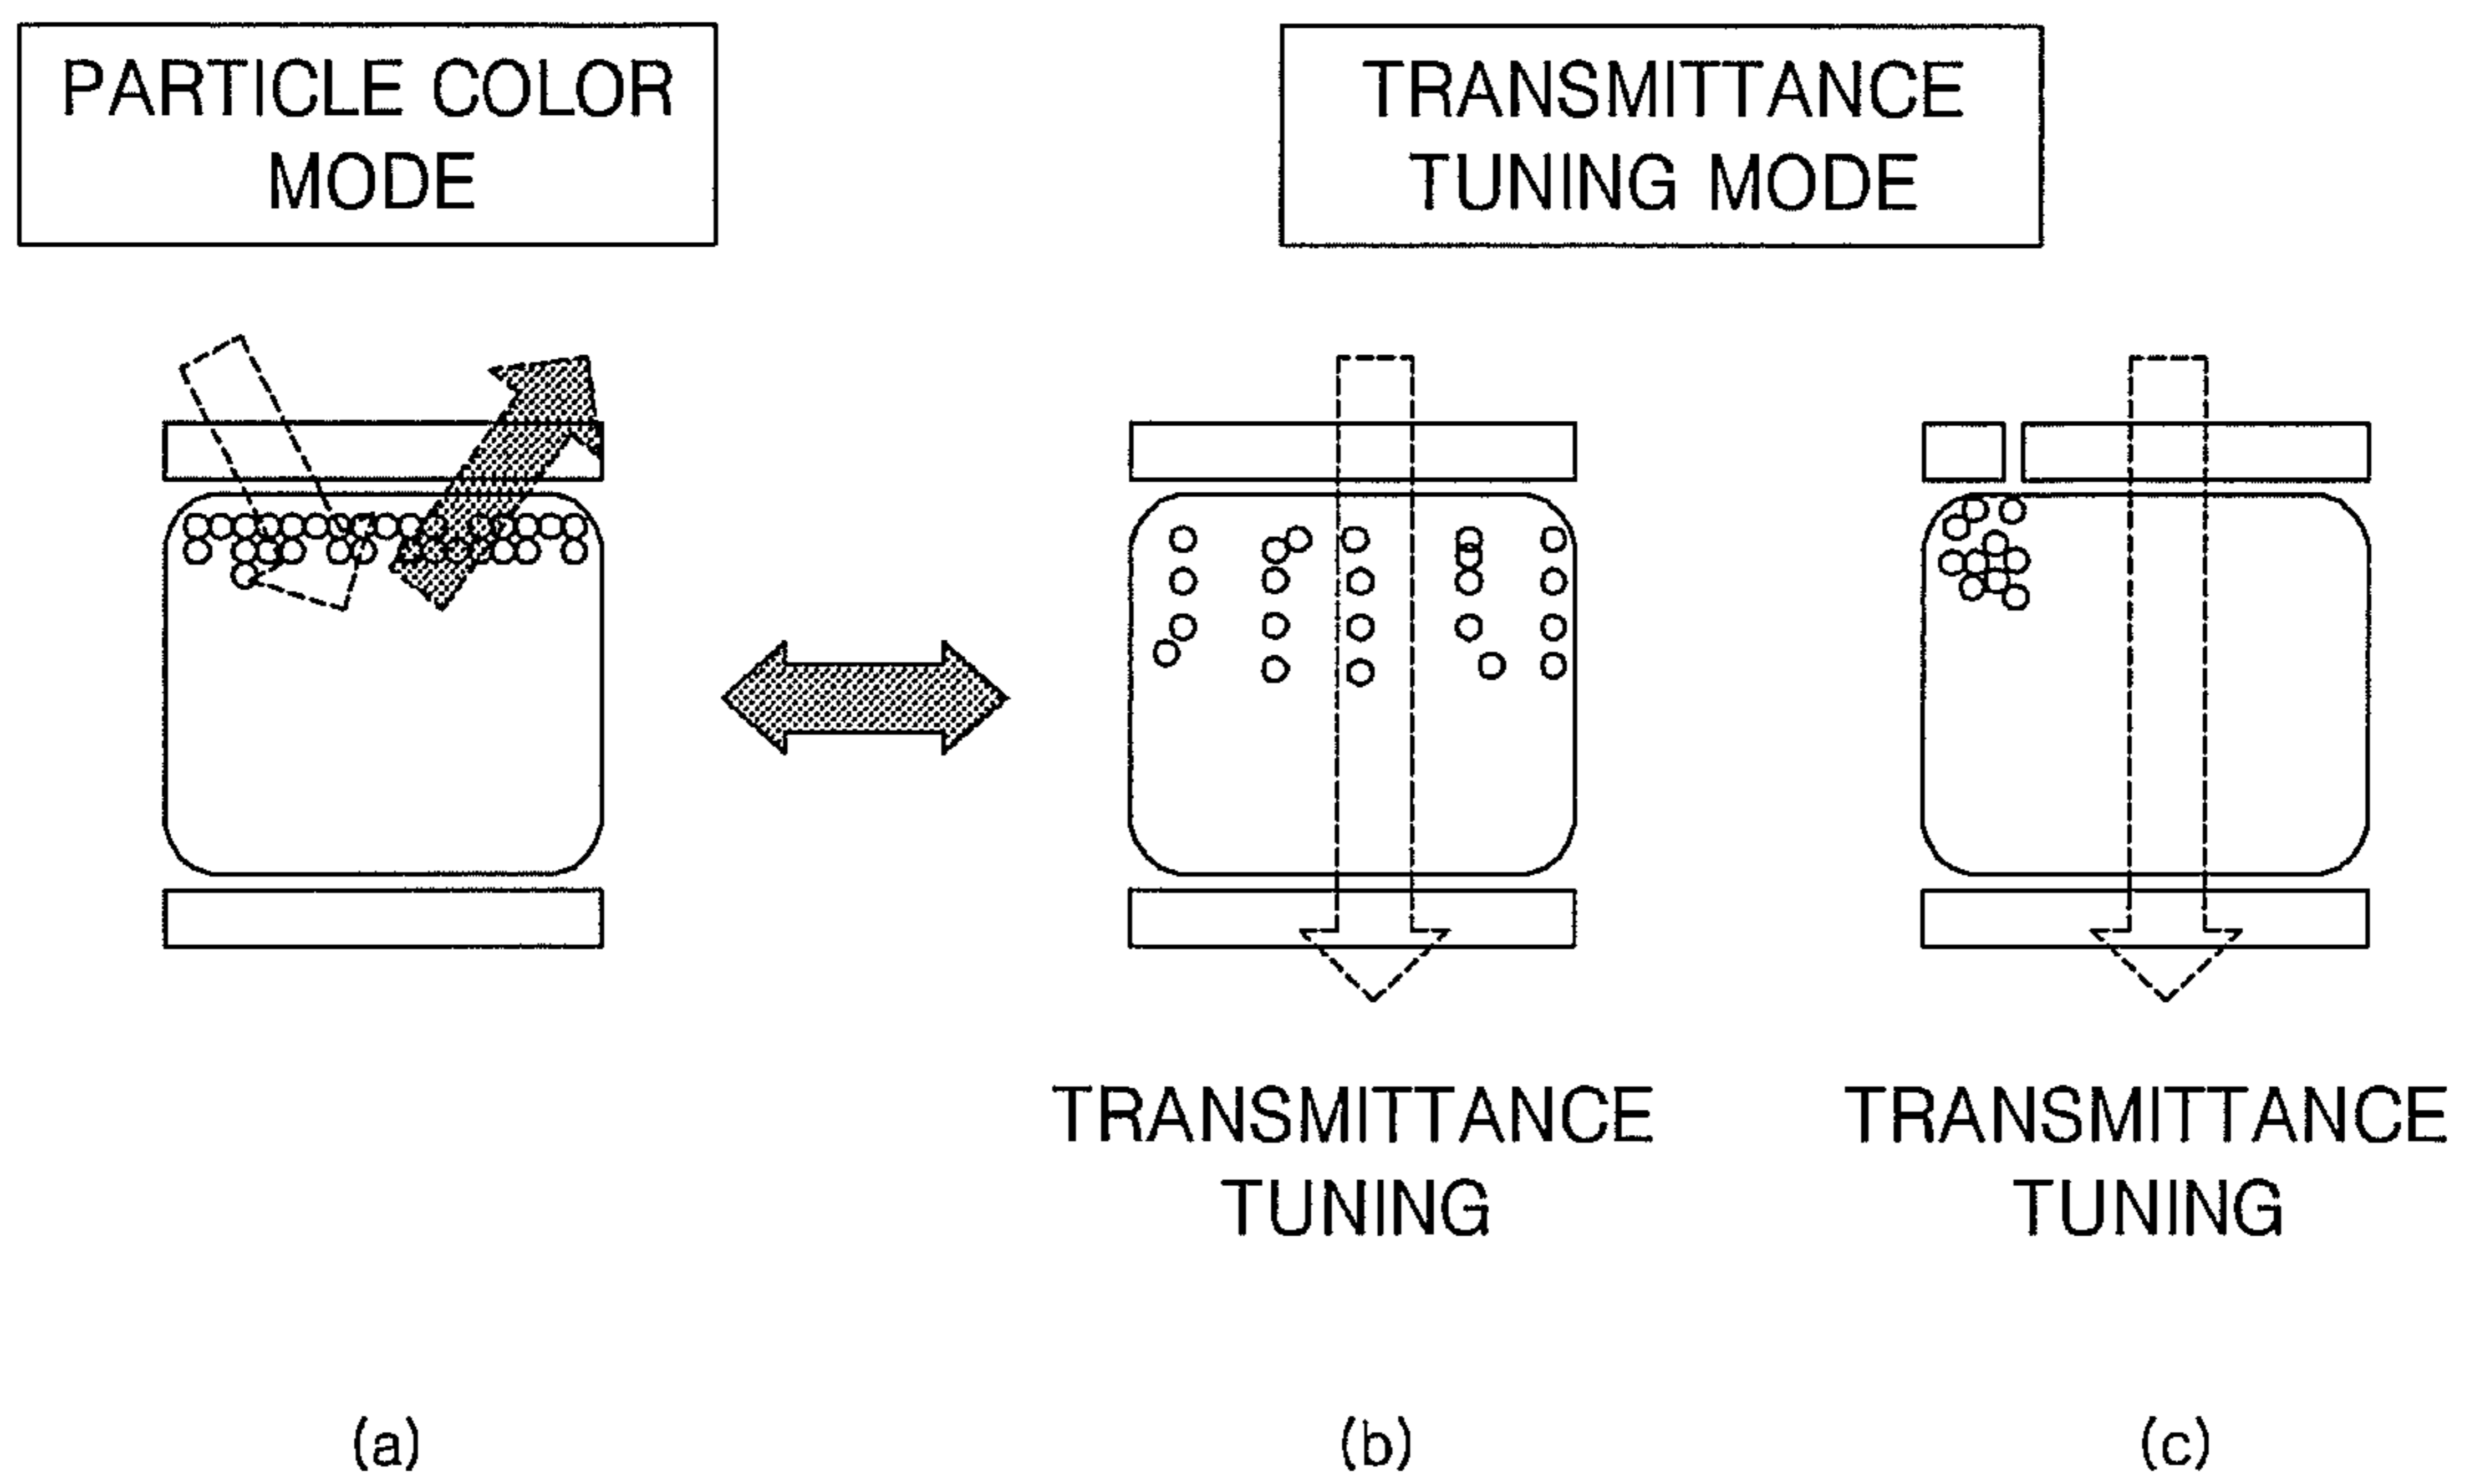 PARTICLE COLOR
MODE
TRANSMITTANCE
TUNING MODE
TRANSMITTANCE
TUNING
TRANSMITTANCE
TUNING
(a)
(b)
(c)